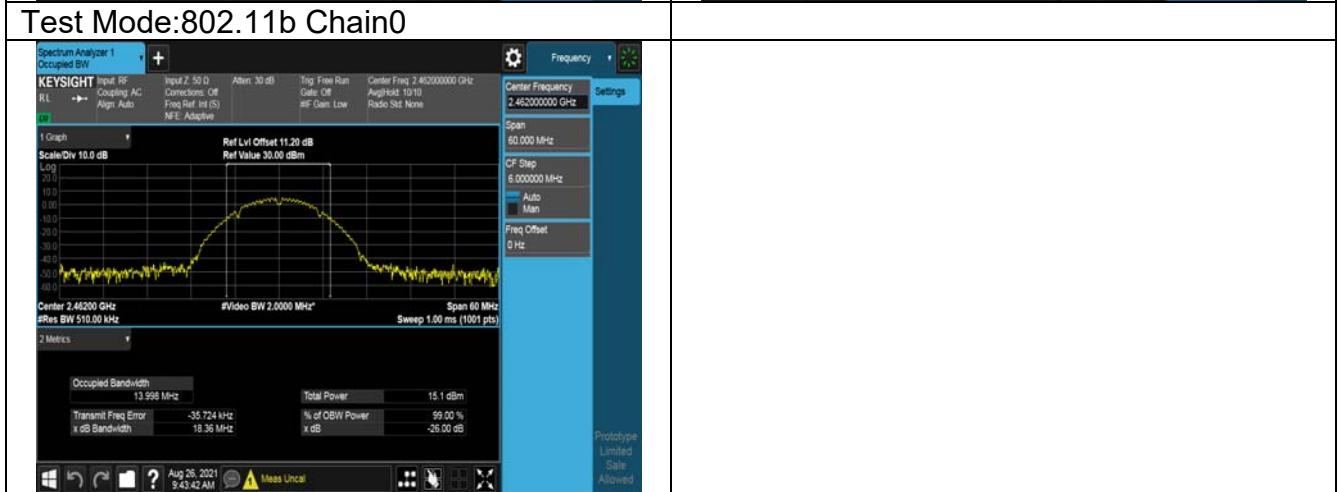 Test Mode:802.11b Chain0
Spectrum Analyzer 1
Occupied BW
+
Frequency
KEYSIGHT
Input: RF
Coupling: AC
Align: Auto
Input Z: 50 Ω
Corrections: Off
Freq Ref: Int (S)
NFE: Adaptive
Atten: 30 dB
Trig: Free Run
Gate: Off
#IF Gain: Low
Center Freq: 2.462000000 GHz
Avg|Hold: 10/10
Radio Std: None
RL
Center Frequency
2.462000000 GHz
Settings
Span
60.000 MHz
CF Step
6.000000 MHz
Auto
Man
Freq Offset
0 Hz
1 Graph
Scale/Div 10.0 dB
Ref Lvl Offset 11.20 dB
Ref Value 30.00 dBm
Log
20.0
10.0
0.00
-10.0
-20.0
-30.0
-40.0
-50.0
-60.0
Center 2.46200 GHz
#Res BW 510.00 kHz
#Video BW 2.0000 MHz*
Span 60 MHz
Sweep 1.00 ms (1001 pts)
2 Metrics
Occupied Bandwidth
13.998 MHz
Transmit Freq Error -35.724 kHz
x dB Bandwidth 18.36 MHz
Total Power 15.1 dBm
% of OBW Power 99.00 %
x dB -26.00 dB
Prototype
Limited
Sale
Allowed
?
Aug 26, 2021
9:43:42 AM
Meas Uncal